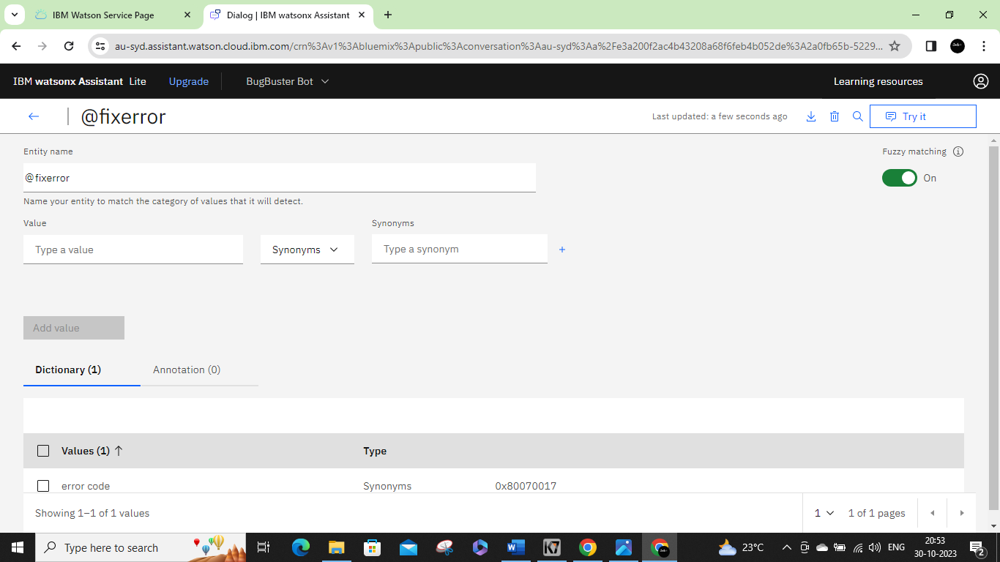 IBM Watson Service Page
Dialog | IBM watsonx Assistant
au-syd.assistant.watson.cloud.ibm.com/crn%3Av1%3Abluemix%3Apublic%3Aconversation%3Aau-syd%3Aa%2Fe3a200f2ac4b43208a68f6feb4b052de%3A2a0fb65b-5229...
IBM watsonx Assistant Lite
Upgrade
BugBuster Bot
Learning resources
@fixerror
Last updated: a few seconds ago
Try it
Entity name
Fuzzy matching
@fixerror
On
Name your entity to match the category of values that it will detect.
Value
Synonyms
Type a value
Synonyms
Type a synonym
+
Add value
Dictionary (1)
Annotation (0)
Values (1)
Type
error code
Synonyms
0x80070017
Showing 1–1 of 1 values
1
1 of 1 pages
Type here to search
23°C
ENG
20:53
30-10-2023
2